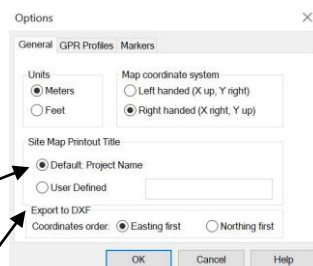 Options
General GPR Profiles Markers
Units
Meters
Feet
Map coordinate system
Left handed (X up, Y right)
Right handed (X right, Y up)
Site Map Printout Title
Default: Project Name
User Defined
Export to DXF
Coordinates order: Easting first Northing first
OK Cancel Help